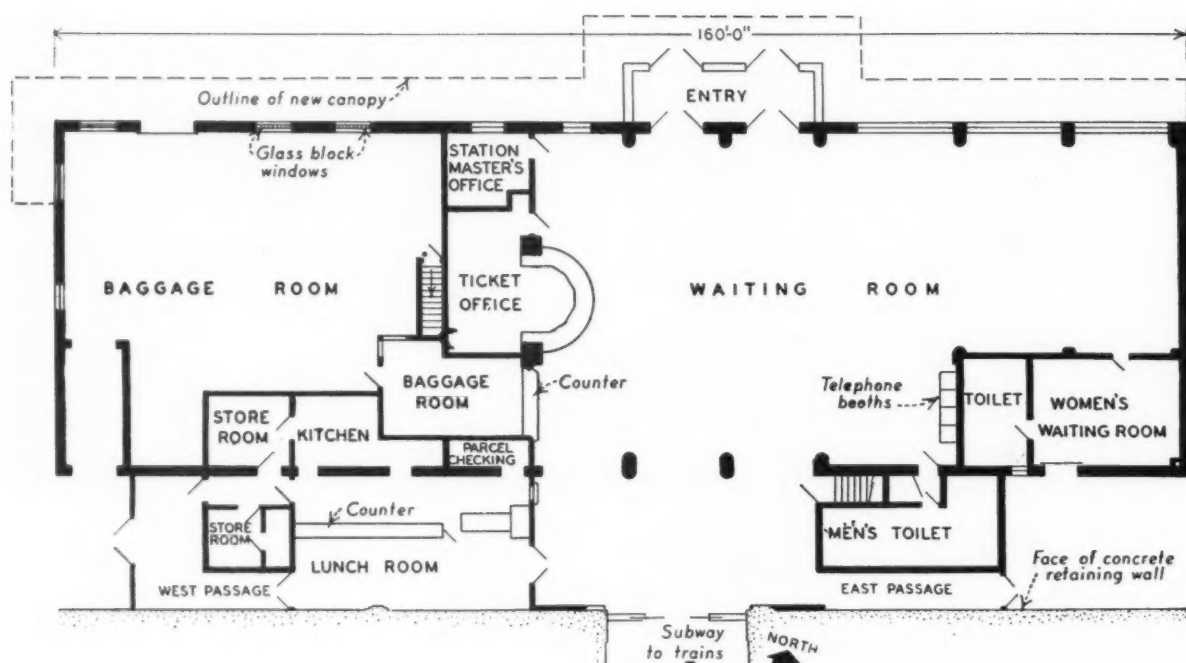 160'-0"
Outline of new canopy
ENTRY
Glass block
windows
STATION
MASTER'S
OFFICE
BAGGAGE ROOM
TICKET
OFFICE
WAITING ROOM
BAGGAGE
ROOM
Counter
Telephone
booths
TOILET
WOMEN'S
WAITING ROOM
STORE
ROOM
KITCHEN
PARCEL
CHECKING
Counter
STORE
ROOM
LUNCH ROOM
MEN'S TOILET
WEST PASSAGE
EAST PASSAGE
Face of concrete
retaining wall
Subway
to trains
NORTH